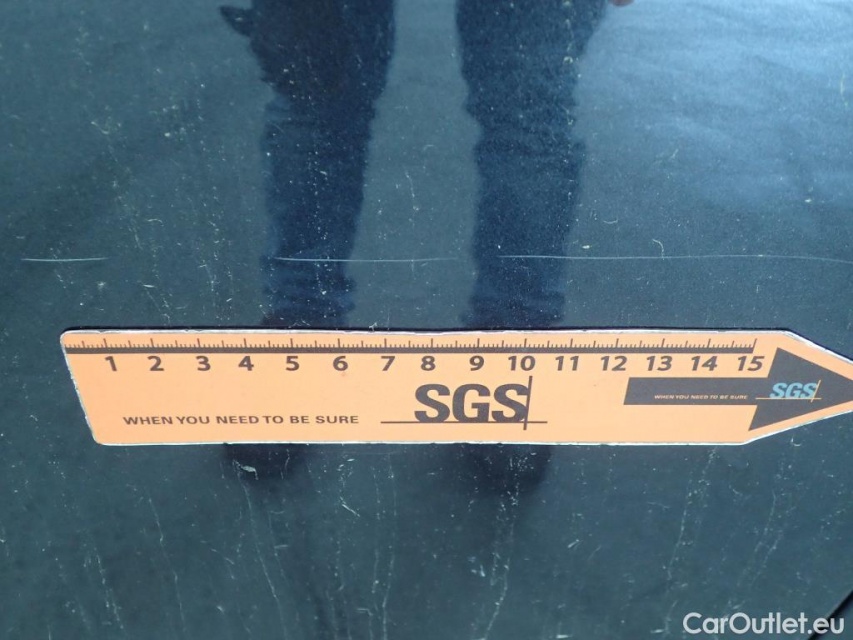 1 2 3 4 5 6 7 8 9 10 11 12 13 14 15
WHEN YOU NEED TO BE SURE
SGS
WHEN YOU NEED TO BE SURE
SGS
CarOutlet.eu